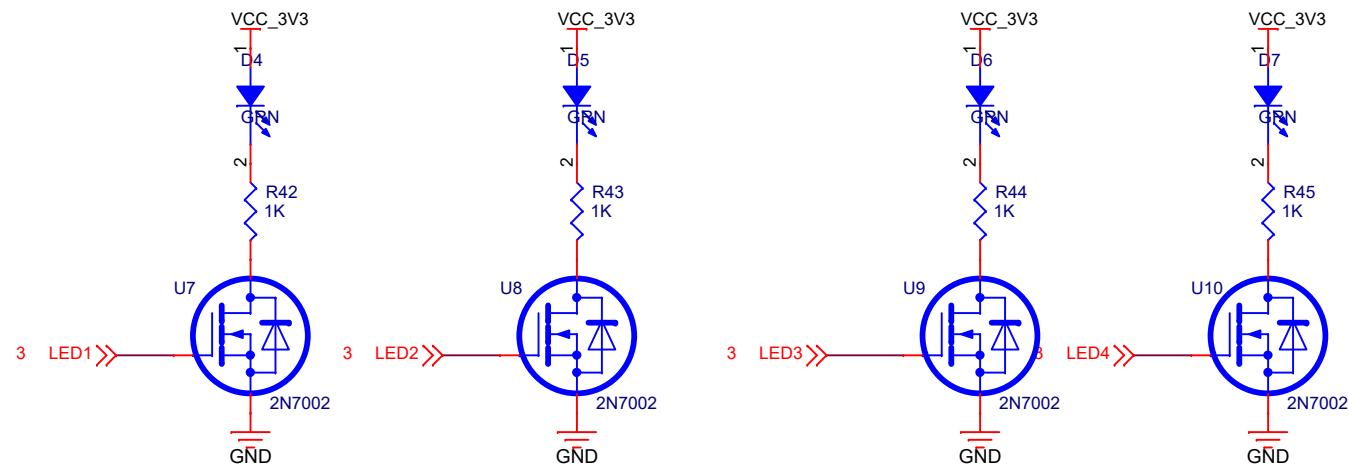 VCC_3V3 VCC_3V3 VCC_3V3 VCC_3V3
1 1 1 1
D4 D5 D6 D7
GRN GRN GRN GRN
2 2 2 2
R42 R43 R44 R45
1K 1K 1K 1K
U7 U8 U9 U10
3 LED1 3 LED2 3 LED3 3 LED4
2N7002 2N7002 2N7002 2N7002
GND GND GND GND